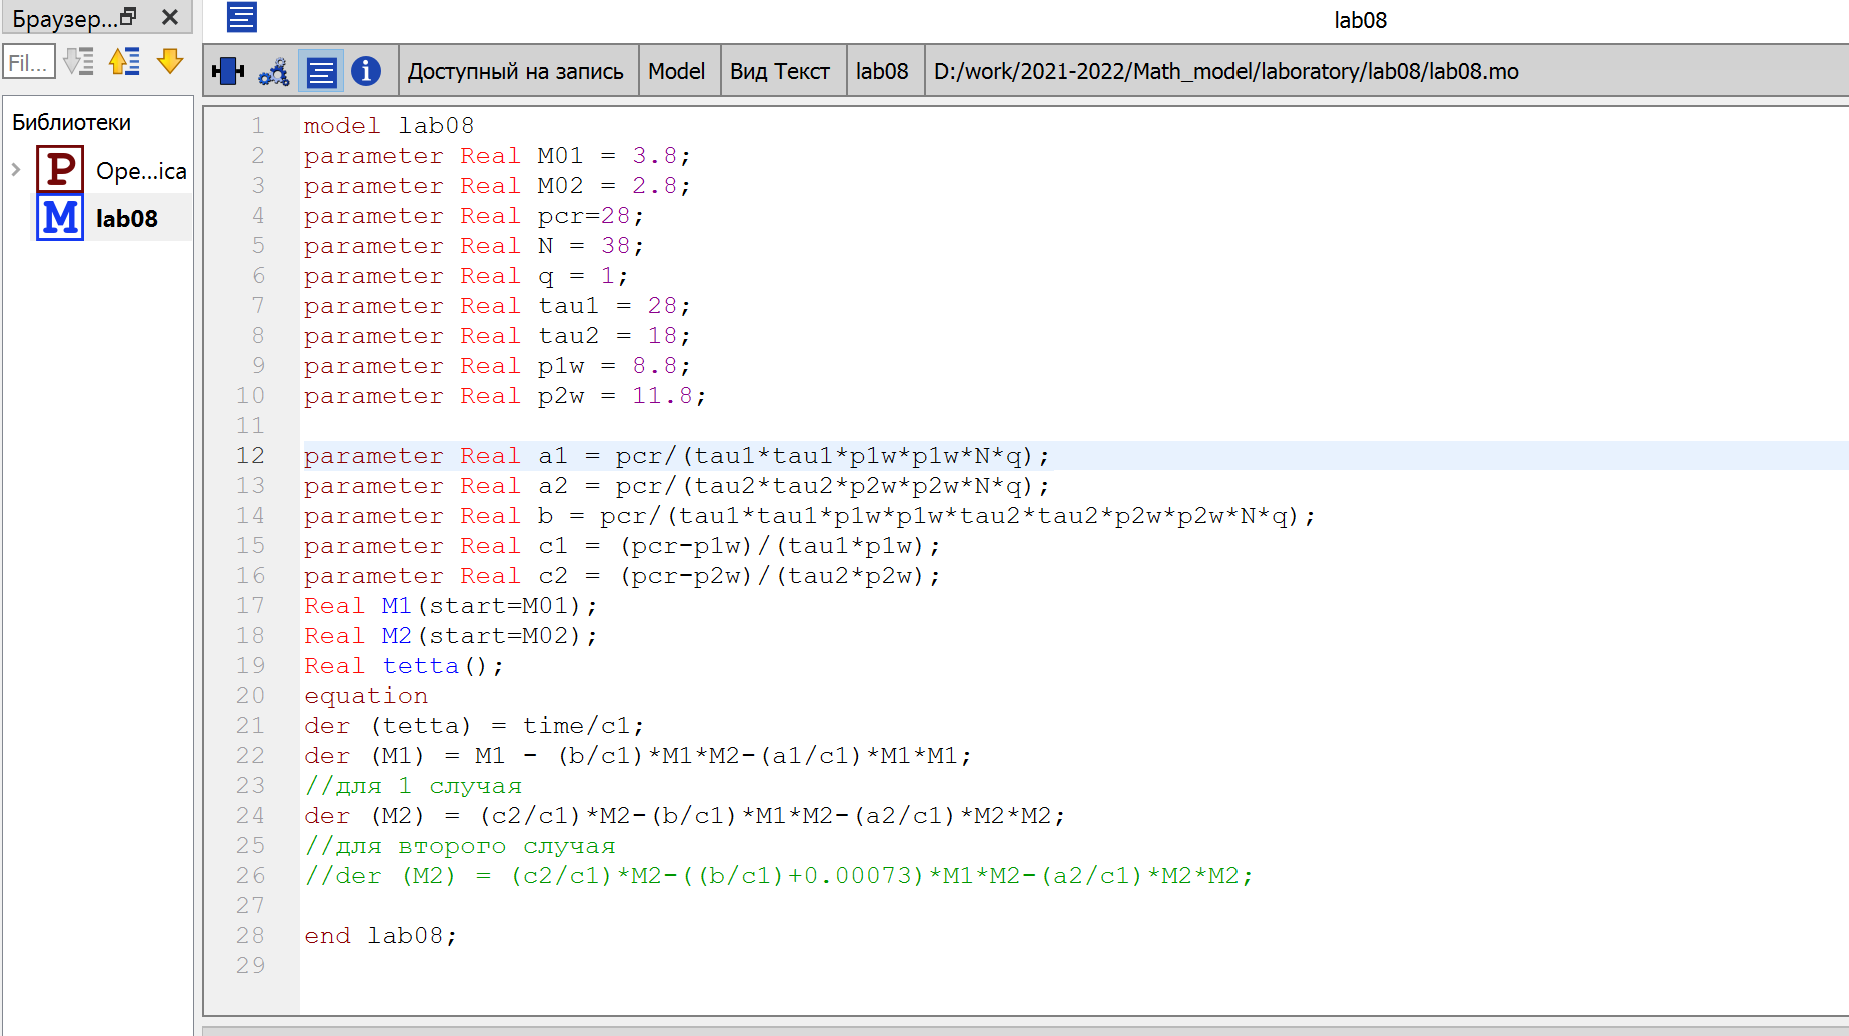 Браузер...
lab08
Fil...
Доступный на запись
Model
Вид Текст
lab08
D:/work/2021-2022/Math_model/laboratory/lab08/lab08.mo
Библиотеки
P Ope...ica
M lab08
1 model lab08
2 parameter Real M01 = 3.8;
3 parameter Real M02 = 2.8;
4 parameter Real pcr=28;
5 parameter Real N = 38;
6 parameter Real q = 1;
7 parameter Real tau1 = 28;
8 parameter Real tau2 = 18;
9 parameter Real p1w = 8.8;
10 parameter Real p2w = 11.8;
11
12 parameter Real a1 = pcr/(tau1*tau1*p1w*p1w*N*q);
13 parameter Real a2 = pcr/(tau2*tau2*p2w*p2w*N*q);
14 parameter Real b = pcr/(tau1*tau1*p1w*p1w*tau2*tau2*p2w*p2w*N*q);
15 parameter Real c1 = (pcr-p1w)/(tau1*p1w);
16 parameter Real c2 = (pcr-p2w)/(tau2*p2w);
17 Real M1(start=M01);
18 Real M2(start=M02);
19 Real tetta();
20 equation
21 der (tetta) = time/c1;
22 der (M1) = M1 - (b/c1)*M1*M2-(a1/c1)*M1*M1;
23 //для 1 случая
24 der (M2) = (c2/c1)*M2-(b/c1)*M1*M2-(a2/c1)*M2*M2;
25 //для второго случая
26 //der (M2) = (c2/c1)*M2-((b/c1)+0.00073)*M1*M2-(a2/c1)*M2*M2;
27
28 end lab08;
29